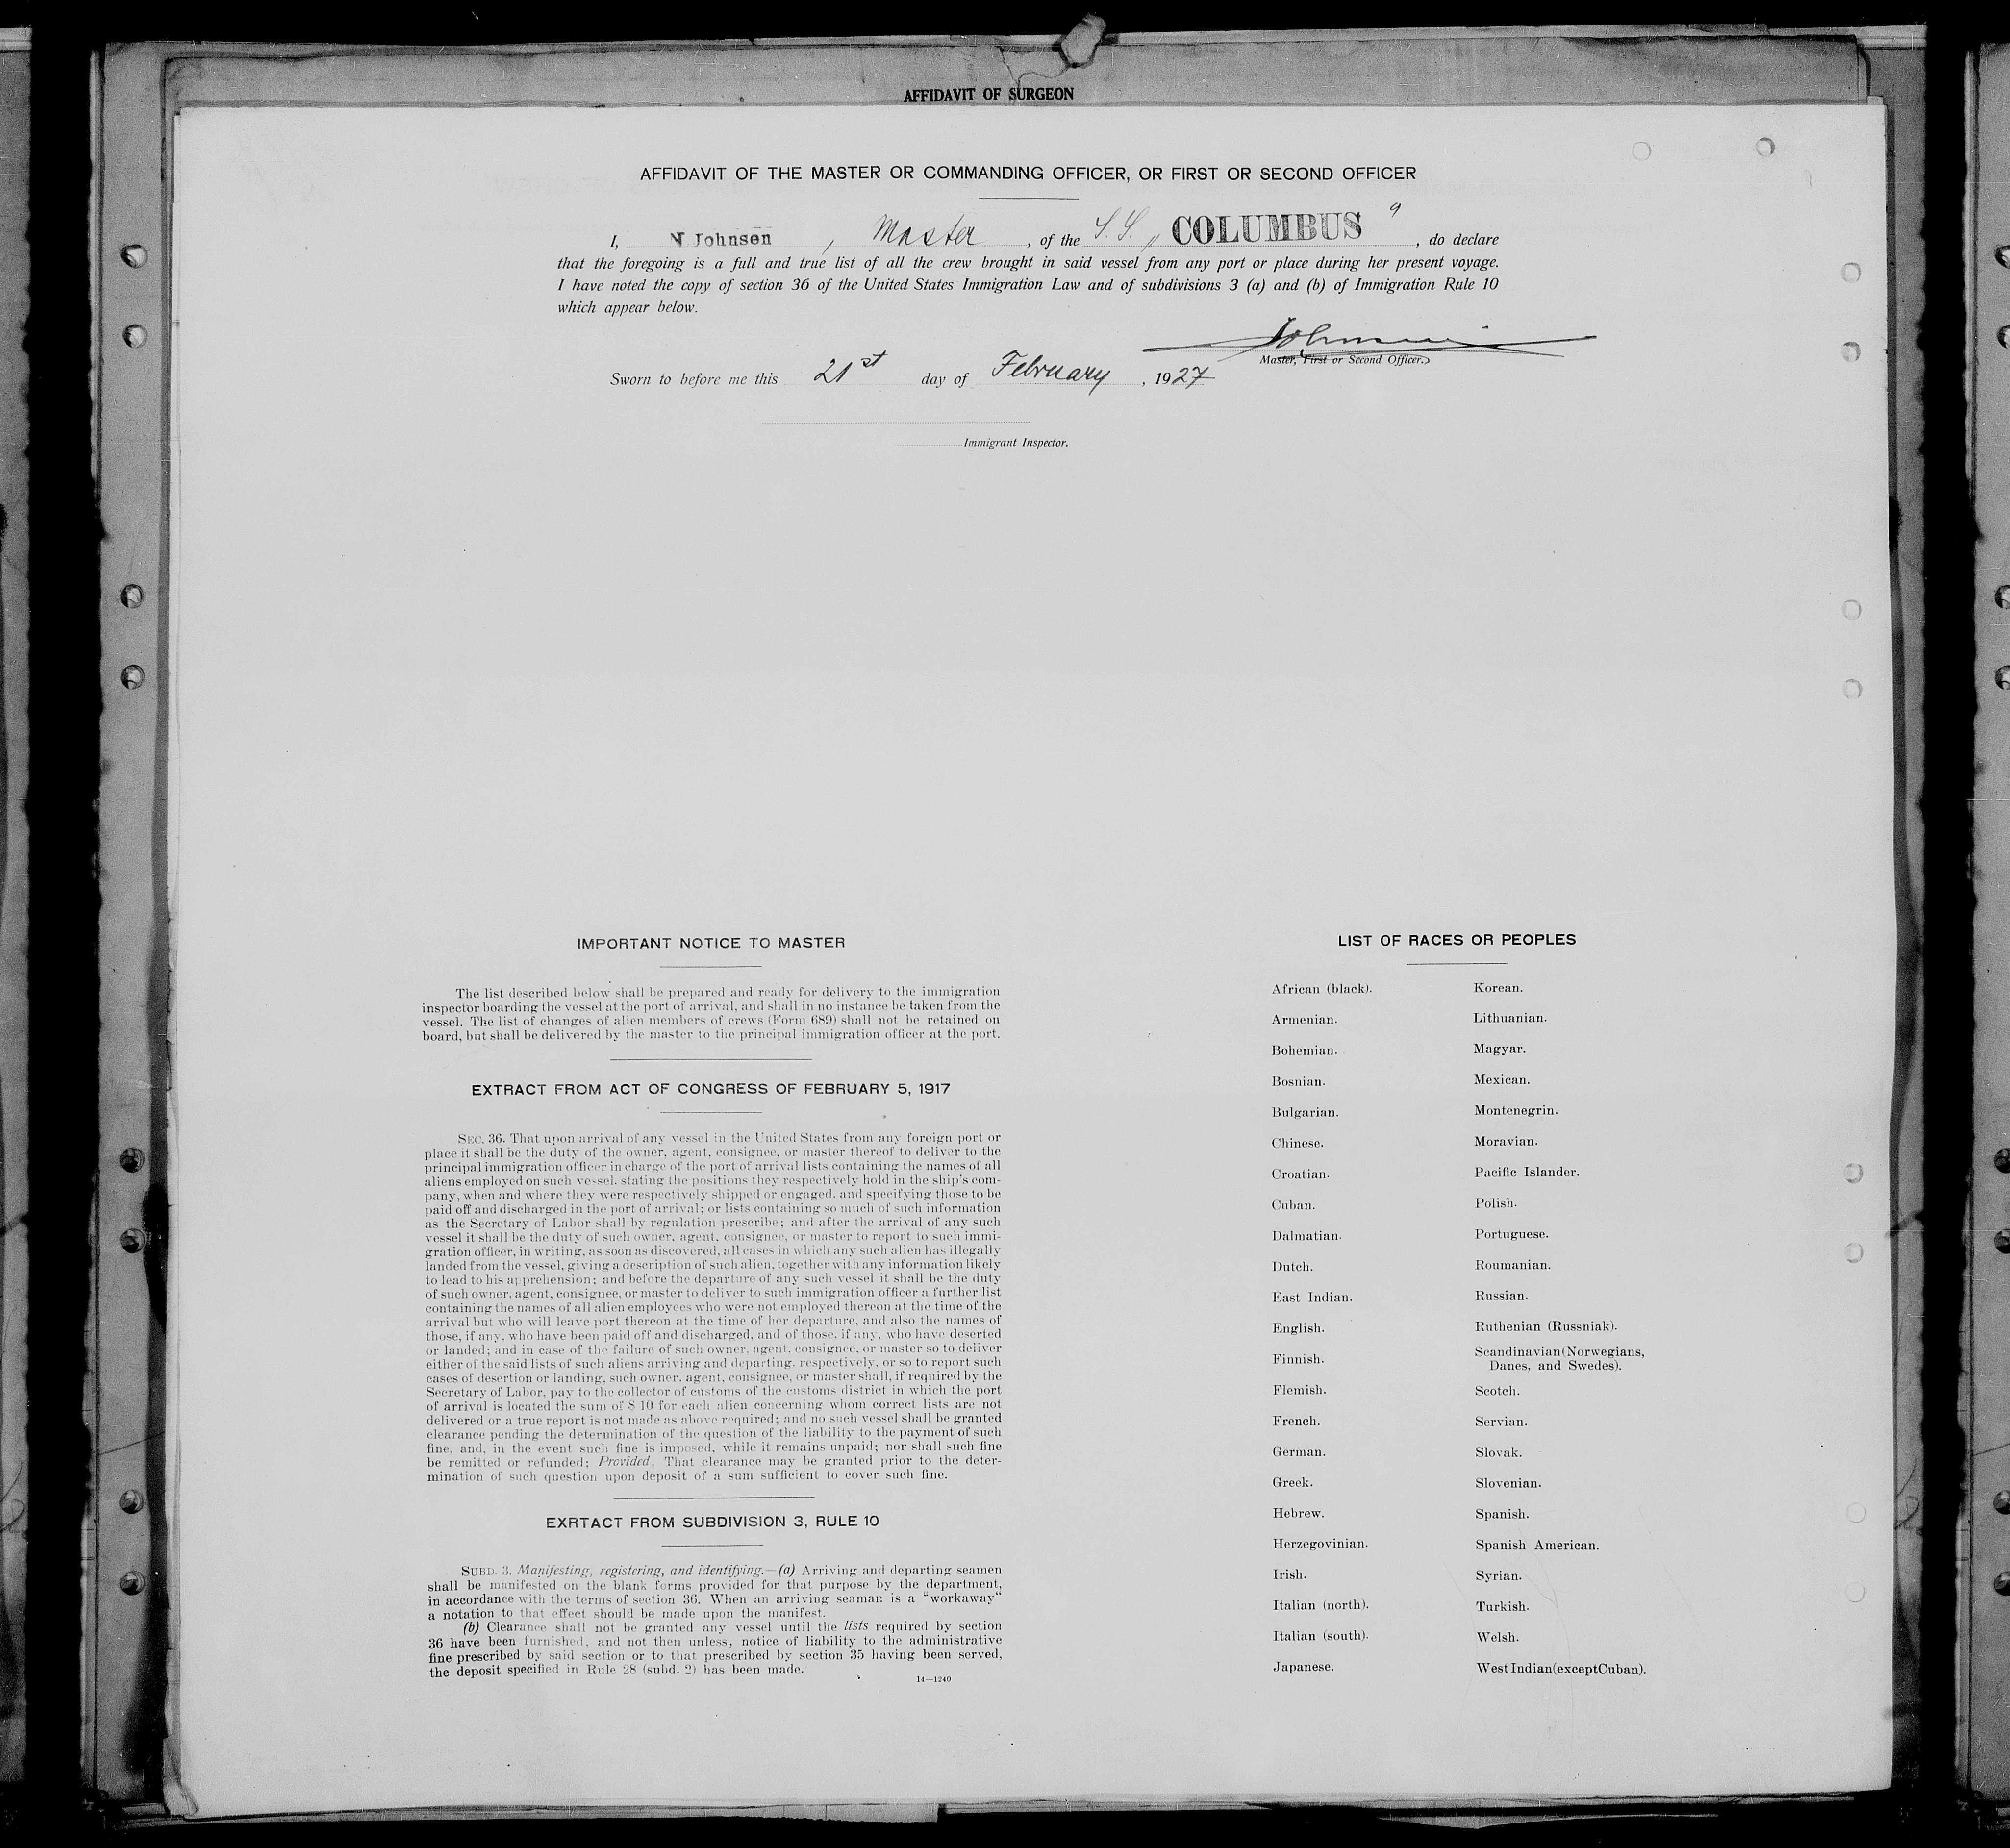 AFFIDAVIT OF SURGEON
AFFIDAVIT OF THE MASTER OR COMMANDING OFFICER, OR FIRST OR SECOND OFFICER
I, N Johnsen, Master, of the S.S. „COLUMBUS", do declare
that the foregoing is a full and true list of all the crew brought in said vessel from any port or place during her present voyage.
I have noted the copy of section 36 of the United States Immigration Law and of subdivisions 3 (a) and (b) of Immigration Rule 10
which appear below.
Johnsen
Master, First or Second Officer.
Sworn to before me this 21st day of February, 1927
Immigrant Inspector.
IMPORTANT NOTICE TO MASTER
The list described below shall be prepared and ready for delivery to the immigration
inspector boarding the vessel at the port of arrival, and shall in no instance be taken from the
vessel. The list of changes of alien members of crews (Form 689) shall not be retained on
board, but shall be delivered by the master to the principal immigration officer at the port.
EXTRACT FROM ACT OF CONGRESS OF FEBRUARY 5, 1917
SEC. 36. That upon arrival of any vessel in the United States from any foreign port or
place it shall be the duty of the owner, agent, consignee, or master thereof to deliver to the
principal immigration officer in charge of the port of arrival lists containing the names of all
aliens employed on such vessel, stating the positions they respectively hold in the ship's com-
pany, when and where they were respectively shipped or engaged, and specifying those to be
paid off and discharged in the port of arrival; or lists containing so much of such information
as the Secretary of Labor shall by regulation prescribe; and after the arrival of any such
vessel it shall be the duty of such owner, agent, consignee, or master to report to such immi-
gration officer, in writing, as soon as discovered, all cases in which any such alien has illegally
landed from the vessel, giving a description of such alien, together with any information likely
to lead to his apprehension; and before the departure of any such vessel it shall be the duty
of such owner, agent, consignee, or master to deliver to such immigration officer a further list
containing the names of all alien employees who were not employed thereon at the time of the
arrival but who will leave port thereon at the time of her departure, and also the names of
those, if any, who have been paid off and discharged, and of those, if any, who have deserted
or landed; and in case of the failure of such owner, agent, consignee, or master so to deliver
either of the said lists of such aliens arriving and departing, respectively, or so to report such
cases of desertion or landing, such owner, agent, consignee, or master shall, if required by the
Secretary of Labor, pay to the collector of customs of the customs district in which the port
of arrival is located the sum of $ 10 for each alien concerning whom correct lists are not
delivered or a true report is not made as above required; and no such vessel shall be granted
clearance pending the determination of the question of the liability to the payment of such
fine, and, in the event such fine is imposed, while it remains unpaid; nor shall such fine
be remitted or refunded; Provided, That clearance may be granted prior to the deter-
mination of such question upon deposit of a sum sufficient to cover such fine.
EXRTACT FROM SUBDIVISION 3, RULE 10
SUBD. 3. Manifesting, registering, and identifying.—(a) Arriving and departing seamen
shall be manifested on the blank forms provided for that purpose by the department,
in accordance with the terms of section 36. When an arriving seaman is a “workaway“
a notation to that effect should be made upon the manifest.
(b) Clearance shall not be granted any vessel until the lists required by section
36 have been furnished, and not then unless, notice of liability to the administrative
fine prescribed by said section or to that prescribed by section 35 having been served,
the deposit specified in Rule 28 (subd. 2) has been made.
14—1240
LIST OF RACES OR PEOPLES
African (black).
Armenian.
Bohemian.
Bosnian.
Bulgarian.
Chinese.
Croatian.
Cuban.
Dalmatian.
Dutch.
East Indian.
English.
Finnish.
Flemish.
French.
German.
Greek.
Hebrew.
Herzegovinian.
Irish.
Italian (north).
Italian (south).
Japanese.
Korean.
Lithuanian.
Magyar.
Mexican.
Montenegrin.
Moravian.
Pacific Islander.
Polish.
Portuguese.
Roumanian.
Russian.
Ruthenian (Russniak).
Scandinavian(Norwegians,
Danes, and Swedes).
Scotch.
Servian.
Slovak.
Slovenian.
Spanish.
Spanish American.
Syrian.
Turkish.
Welsh.
West Indian(except Cuban).